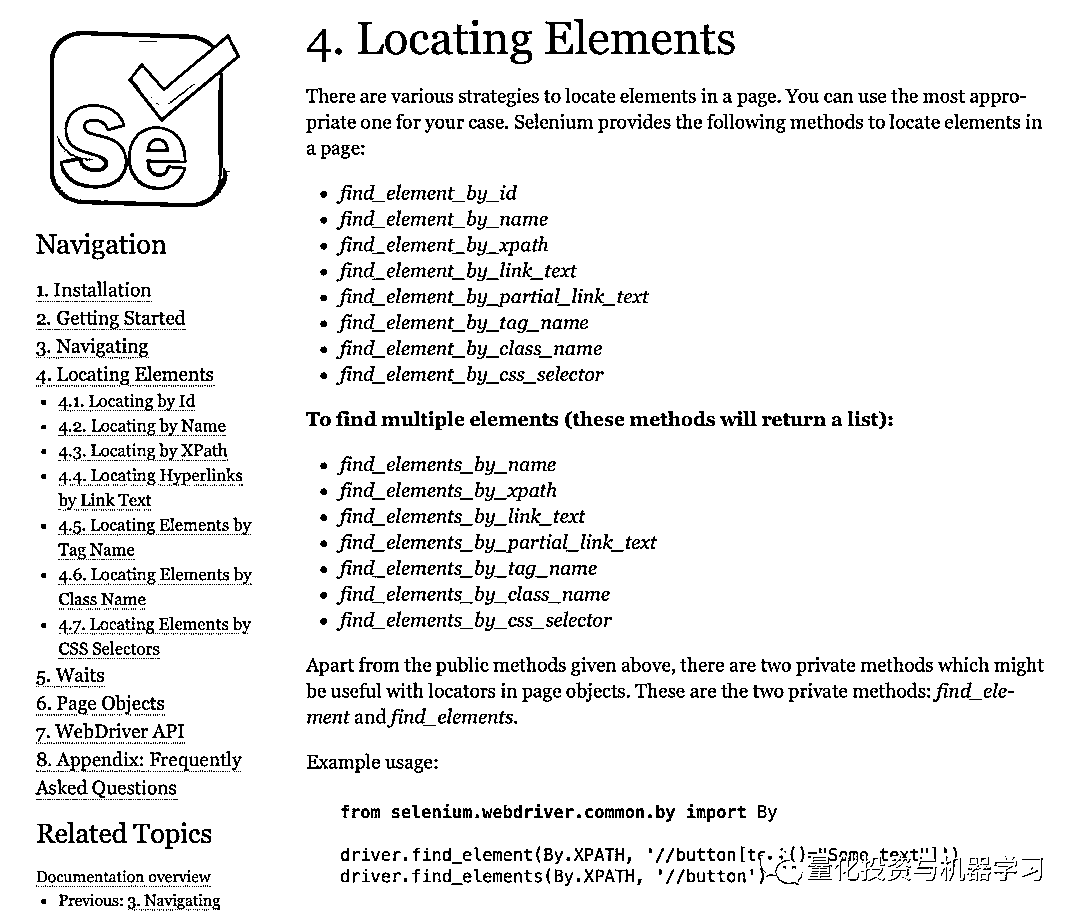 Se
Navigation
1. Installation
2. Getting Started
3. Navigating
4. Locating Elements
4.1. Locating by Id
4.2. Locating by Name
4.3. Locating by XPath
4.4. Locating Hyperlinks
by Link Text
4.5. Locating Elements by
Tag Name
4.6. Locating Elements by
Class Name
4.7. Locating Elements by
CSS Selectors
5. Waits
6. Page Objects
7. WebDriver API
8. Appendix: Frequently
Asked Questions
Related Topics
Documentation overview
Previous: 3. Navigating
4. Locating Elements
There are various strategies to locate elements in a page. You can use the most appro-
priate one for your case. Selenium provides the following methods to locate elements in
a page:
find_element_by_id
find_element_by_name
find_element_by_xpath
find_element_by_link_text
find_element_by_partial_link_text
find_element_by_tag_name
find_element_by_class_name
find_element_by_css_selector
To find multiple elements (these methods will return a list):
find_elements_by_name
find_elements_by_xpath
find_elements_by_link_text
find_elements_by_partial_link_text
find_elements_by_tag_name
find_elements_by_class_name
find_elements_by_css_selector
Apart from the public methods given above, there are two private methods which might
be useful with locators in page objects. These are the two private methods: find_ele-
ment and find_elements.
Example usage:
from selenium.webdriver.common.by import By
driver.find_element(By.XPATH, '//button[text()="Some text"]')
driver.find_elements(By.XPATH, '//button')
量化投资与机器学习